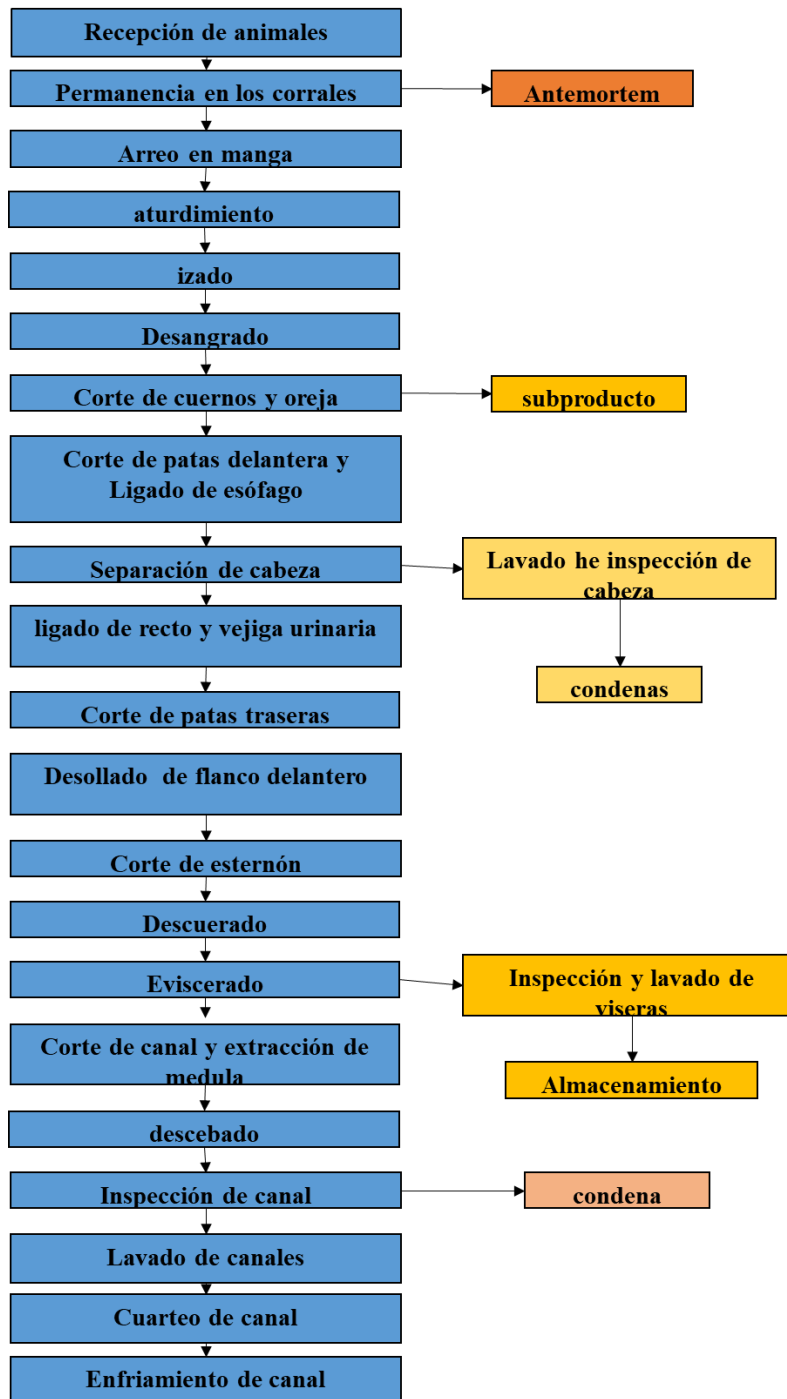 Recepción de animales
Permanencia en los corrales
Antemortem
Arreo en manga
aturdimiento
izado
Desangrado
Corte de cuernos y oreja
subproducto
Corte de patas delantera y
Ligado de esófago
Separación de cabeza
Lavado he inspección de
cabeza
ligado de recto y vejiga urinaria
condenas
Corte de patas traseras
Desollado de flanco delantero
Corte de esternón
Descuerado
Eviscerado
Inspección y lavado de
viseras
Corte de canal y extracción de
medula
Almacenamiento
descebado
Inspección de canal
condena
Lavado de canales
Cuarteo de canal
Enfriamiento de canal